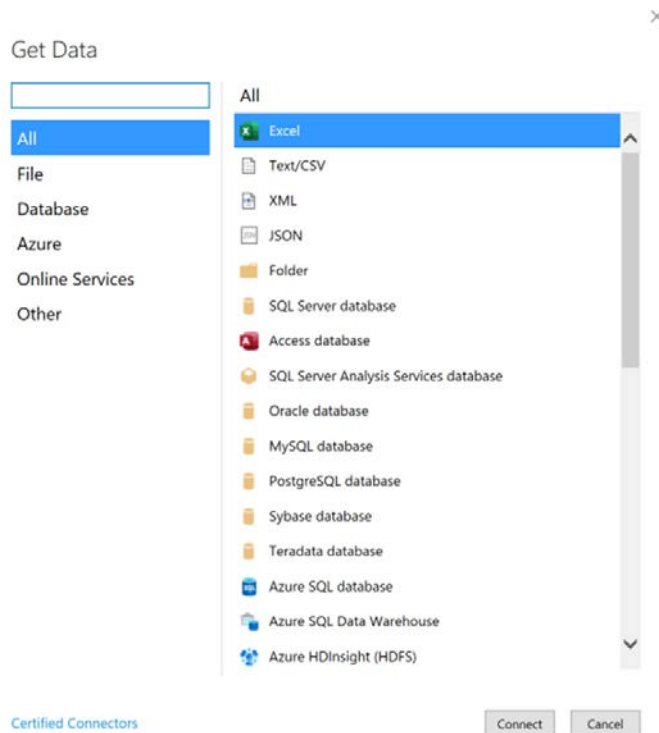 Get Data
All
File
Database
Azure
Online Services
Other
All
Excel
Text/CSV
XML
JSON
Folder
SQL Server database
Access database
SQL Server Analysis Services database
Oracle database
MySQL database
PostgreSQL database
Sybase database
Teradata database
Azure SQL database
Azure SQL Data Warehouse
Azure HDInsight (HDFS)
Certified Connectors
Connect
Cancel